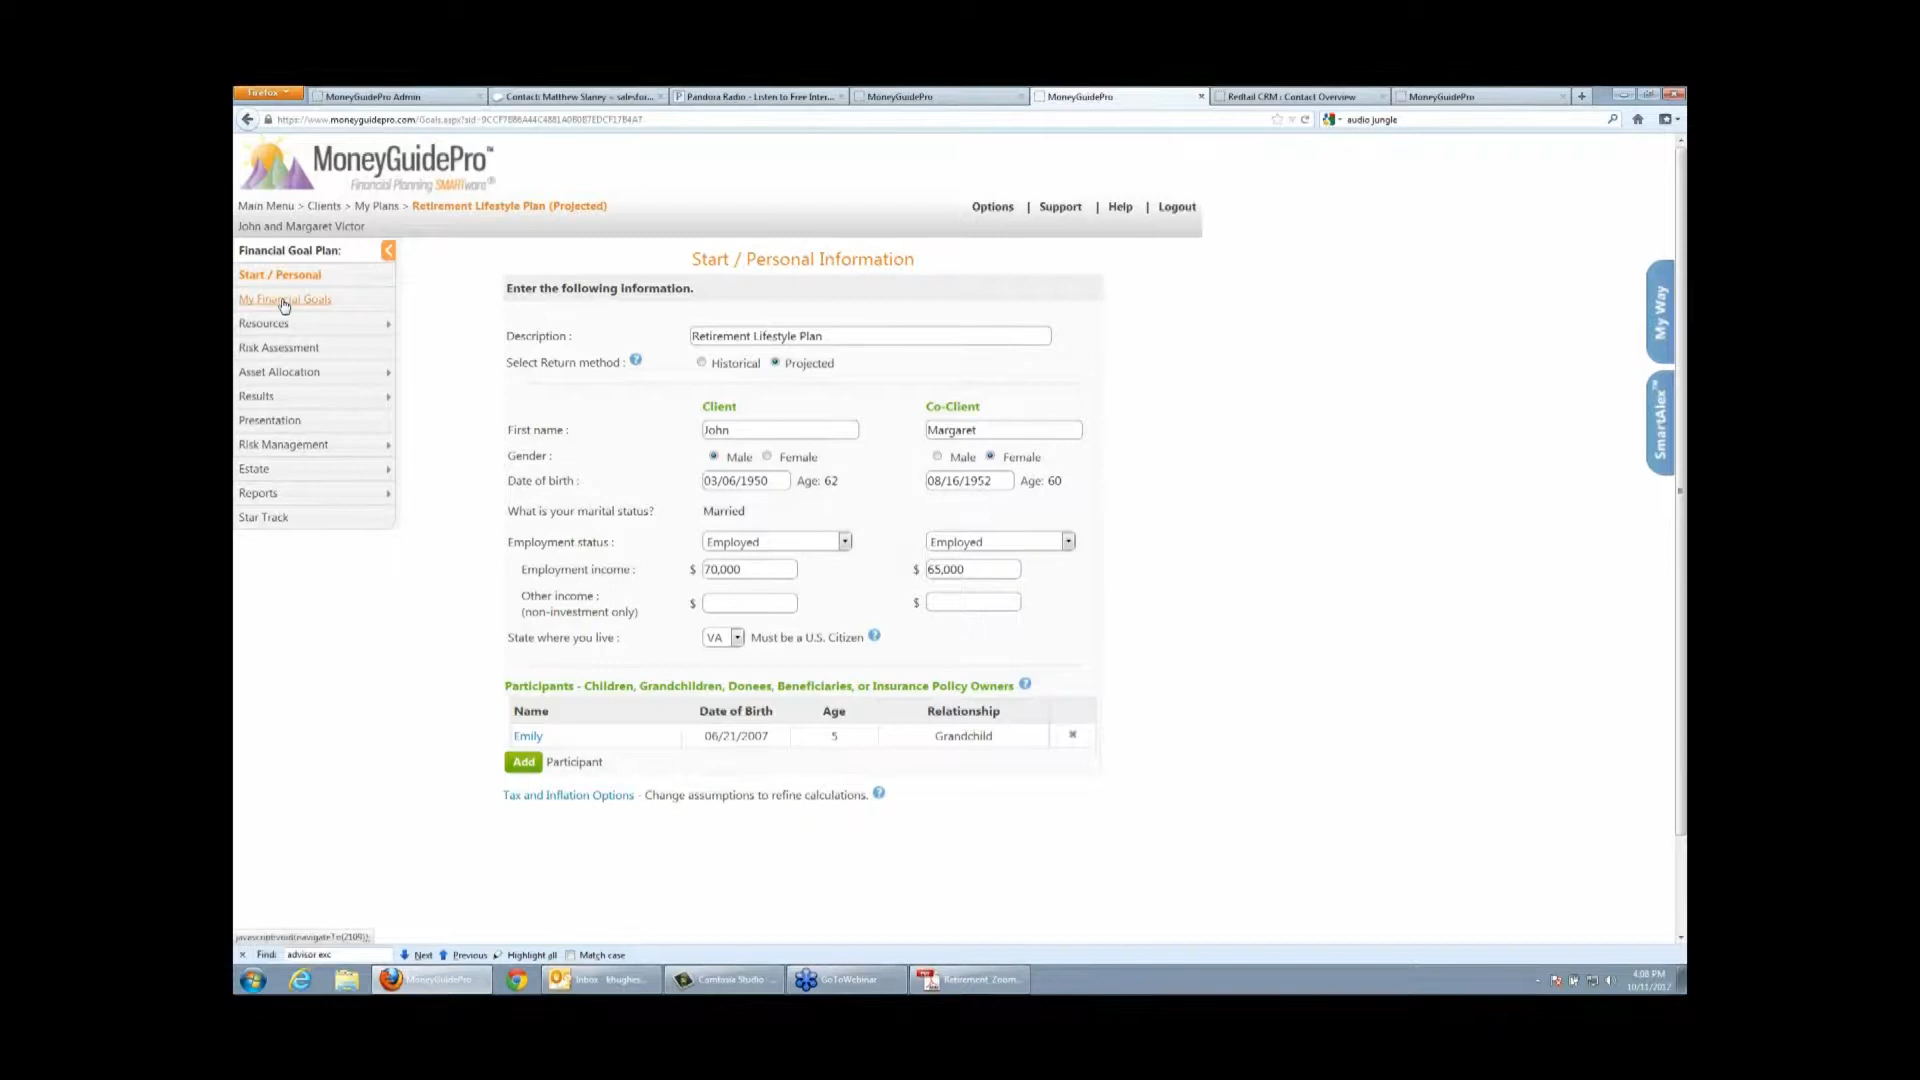 Firefox
MoneyGuidePro Admin
Contact: Matthew Slaney ~ salesfor...
Pandora Radio - Listen to Free Inter...
MoneyGuidePro
MoneyGuidePro
Redtail CRM : Contact Overview
MoneyGuidePro
audio jungle
MoneyGuidePro™
Financial Planning SMARTware®
Main Menu > Clients > My Plans > Retirement Lifestyle Plan (Projected)
Options | Support | Help | Logout
John and Margaret Victor
Financial Goal Plan:
Start / Personal
My Financial Goals
Resources
Risk Assessment
Asset Allocation
Results
Presentation
Risk Management
Estate
Reports
Star Track
Start / Personal Information
Enter the following information.
Description : Retirement Lifestyle Plan
Select Return method : Historical Projected
Client Co-Client
First name : John Margaret
Gender : Male Female Male Female
Date of birth : 03/06/1950 Age: 62 08/16/1952 Age: 60
What is your marital status? Married
Employment status : Employed Employed
Employment income : $ 70,000 $ 65,000
Other income : $ $
(non-investment only)
State where you live : VA Must be a U.S. Citizen
Participants - Children, Grandchildren, Donees, Beneficiaries, or Insurance Policy Owners
Name Date of Birth Age Relationship
Emily 06/21/2007 5 Grandchild
Add Participant
Tax and Inflation Options - Change assumptions to refine calculations.
My Way
SmartAlex™
Find: advisor exc Next Previous Highlight all Match case
MoneyGuidePro
Inbox khughes...
Camtasia Studio ...
GoToWebinar
Retirement_Zoom...
4:08 PM
10/11/2012